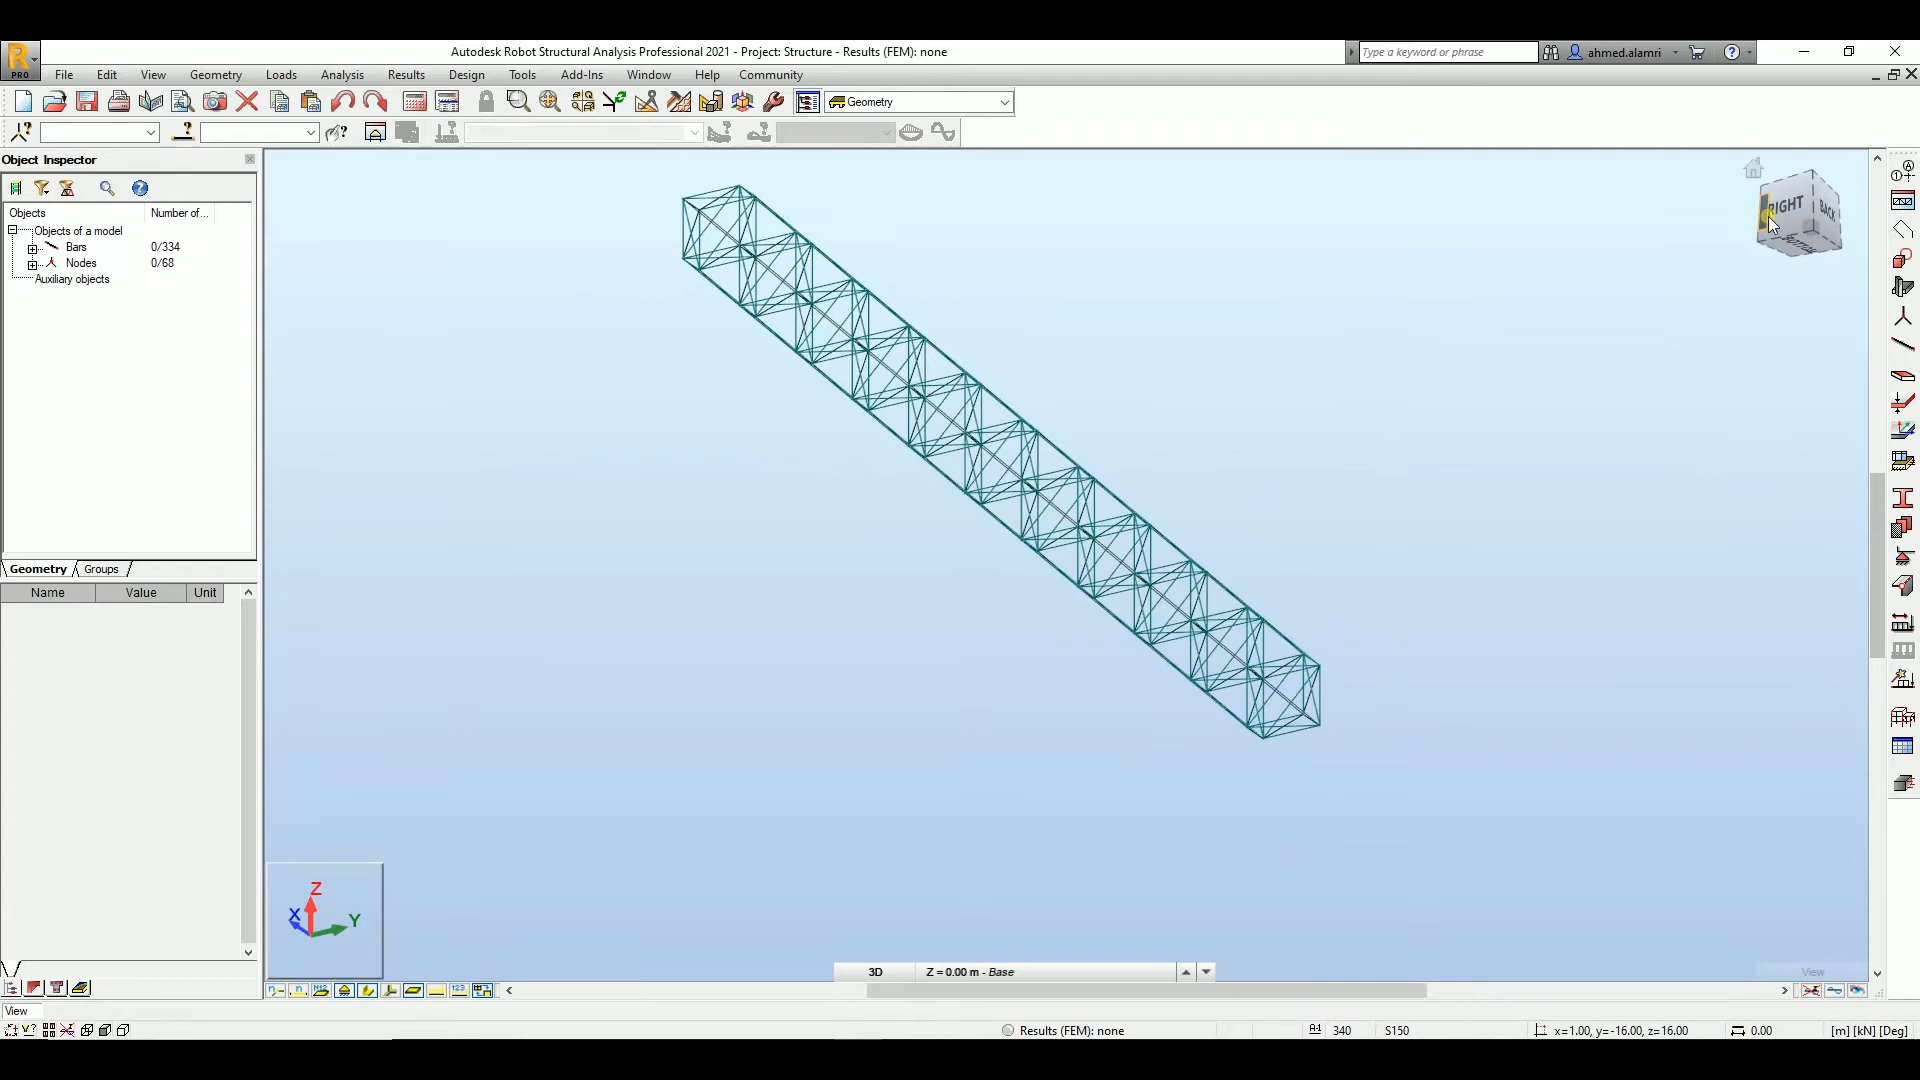 Autodesk Robot Structural Analysis Professional 2021 - Project: Structure - Results (FEM): none
Type a keyword or phrase
ahmed.alamri
PRO
File Edit View Geometry Loads Analysis Results Design Tools Add-Ins Window Help Community
Geometry
Object Inspector
Objects Number of...
Objects of a model
Bars 0/334
Nodes 0/68
Auxiliary objects
Geometry Groups
Name Value Unit
RIGHT
BACK
BOTTOM
Z
X
Y
3D Z = 0.00 m - Base
View
View
Results (FEM): none 340 S150 x=1.00, y=-16.00, z=16.00 0.00 [m] [kN] [Deg]